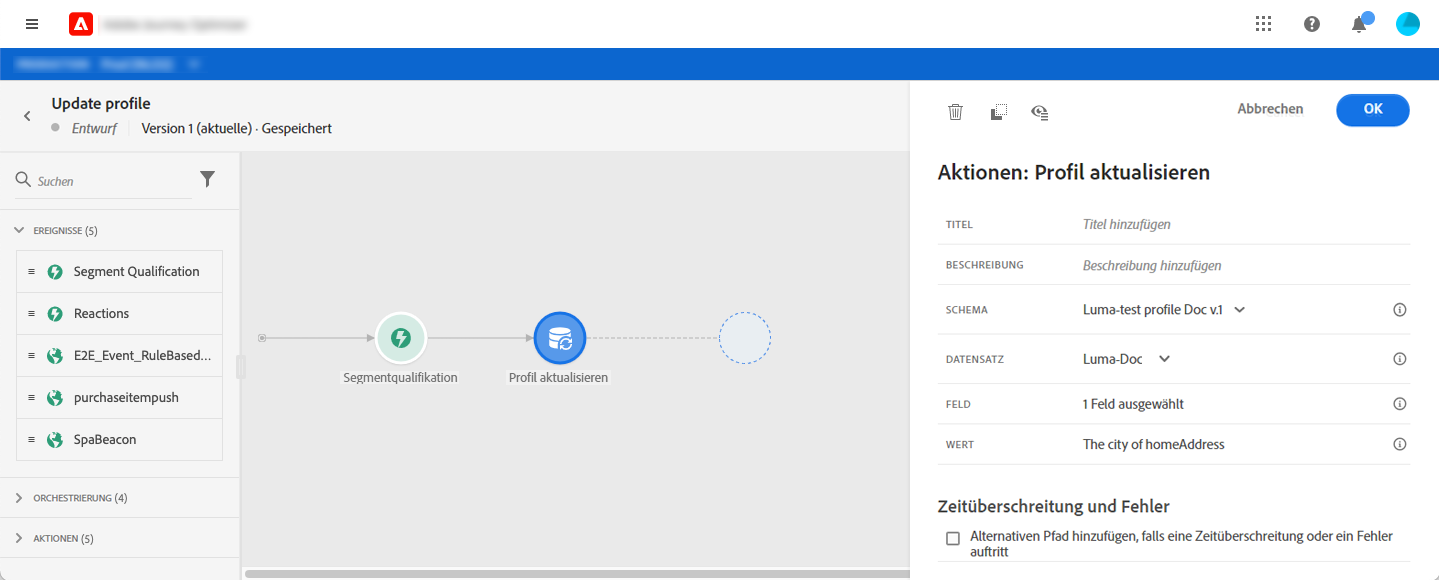 Update profile
Entwurf
Version 1 (aktuelle) · Gespeichert
Abbrechen
OK
Suchen
EREIGNISSE (5)
Segment Qualification
Reactions
E2E_Event_RuleBased...
purchaseitempush
SpaBeacon
ORCHESTRIERUNG (4)
AKTIONEN (5)
Segmentqualifikation
Profil aktualisieren
Aktionen: Profil aktualisieren
TITEL
Titel hinzufügen
BESCHREIBUNG
Beschreibung hinzufügen
SCHEMA
Luma-test profile Doc v.1
DATENSATZ
Luma-Doc
FELD
1 Feld ausgewählt
WERT
The city of homeAddress
Zeitüberschreitung und Fehler
Alternativen Pfad hinzufügen, falls eine Zeitüberschreitung oder ein Fehler
auftritt